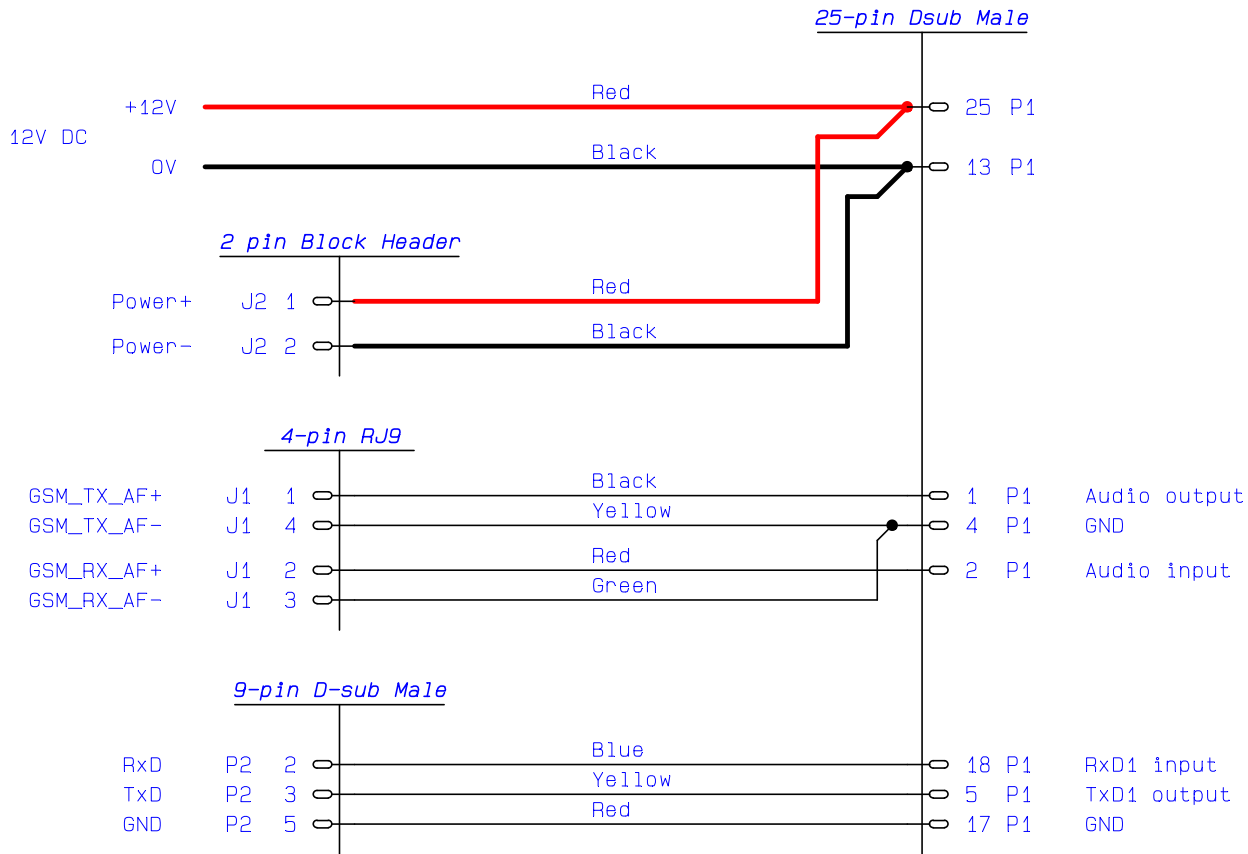 25-pin Dsub Male
Red
+12V 25 P1
12V DC
Black
0V 13 P1
2 pin Block Header
Red
Power+ J2 1
Black
Power- J2 2
4-pin RJ9
Black
GSM_TX_AF+ J1 1 1 P1 Audio output
Yellow
GSM_TX_AF- J1 4 4 P1 GND
Red
GSM_RX_AF+ J1 2 2 P1 Audio input
Green
GSM_RX_AF- J1 3
9-pin D-sub Male
Blue
RxD P2 2 18 P1 RxD1 input
Yellow
TxD P2 3 5 P1 TxD1 output
Red
GND P2 5 17 P1 GND